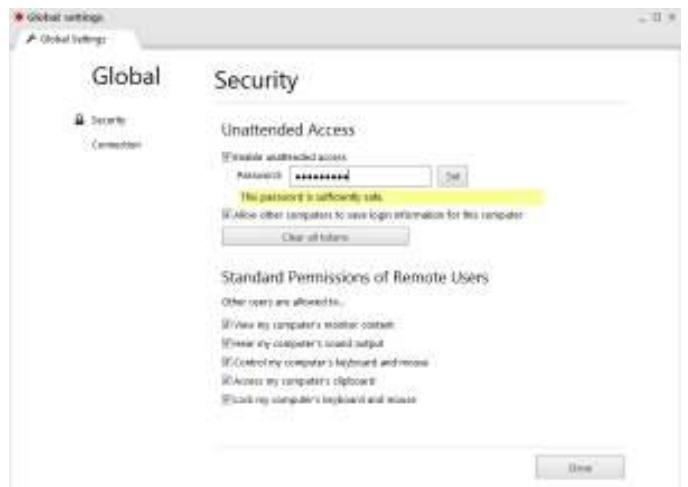 Global settings
Global Settings
Global
Security
Security
Connection
Unattended Access
Enable unattended access
Password
Set
This password is sufficiently safe.
Allow other computers to save login information for this computer
Clear all tokens
Standard Permissions of Remote Users
Other users are allowed to...
View my computer's monitor content
Hear my computer's sound output
Control my computer's keyboard and mouse
Access my computer's clipboard
Lock my computer's keyboard and mouse
Close